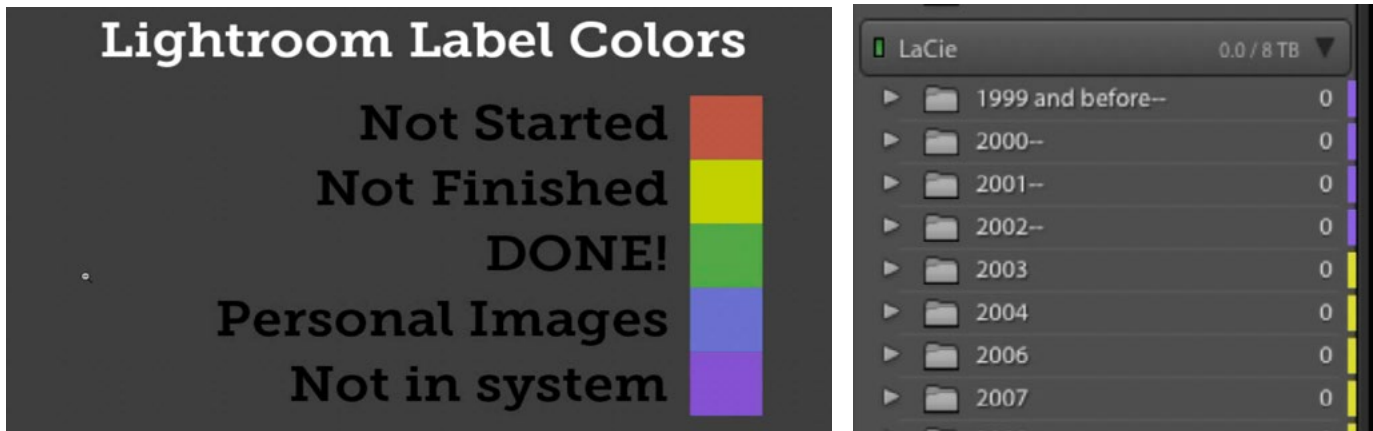 Lightroom Label Colors
Not Started
Not Finished
DONE!
Personal Images
Not in system
LaCie 0.0 / 8 TB
1999 and before-- 0
2000-- 0
2001-- 0
2002-- 0
2003 0
2004 0
2006 0
2007 0